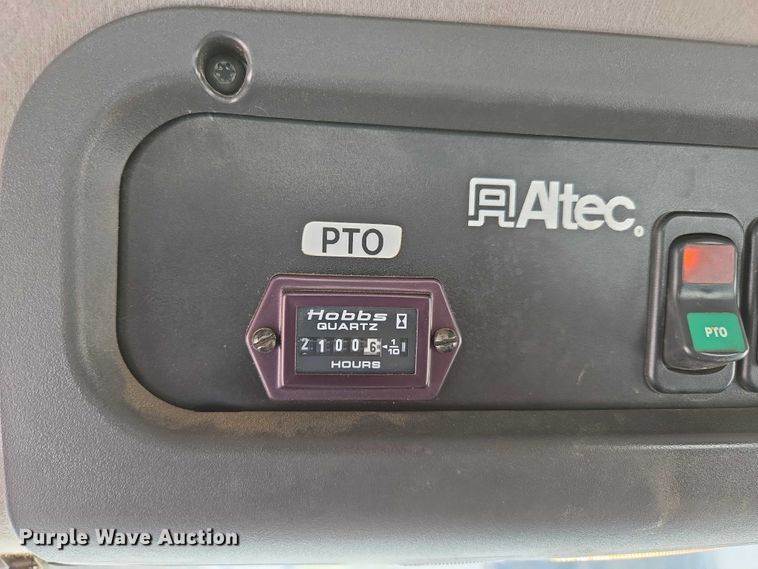 Altec
PTO
Hobbs
QUARTZ
21006 1/10
HOURS
PTO
Purple Wave Auction